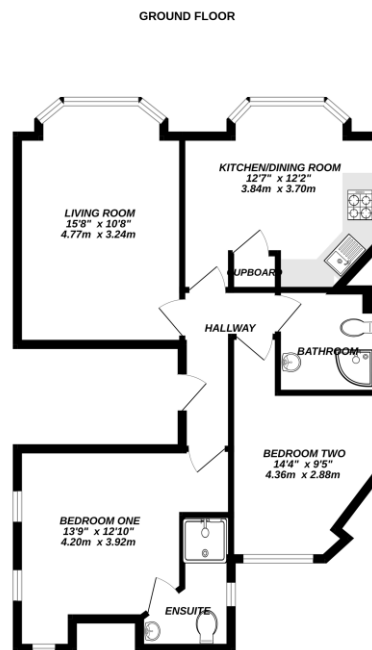 GROUND FLOOR
KITCHEN/DINING ROOM
12'7" x 12'2"
3.84m x 3.70m
LIVING ROOM
15'8" x 10'8"
4.77m x 3.24m
CUPBOARD
HALLWAY
BATHROOM
BEDROOM TWO
14'4" x 9'5"
4.36m x 2.88m
BEDROOM ONE
13'9" x 12'10"
4.20m x 3.92m
ENSUITE